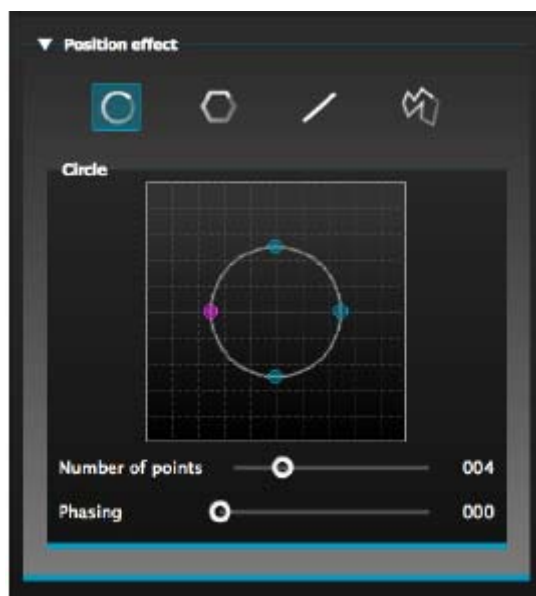 Position effect
Circle
Number of points 004
Phasing 000